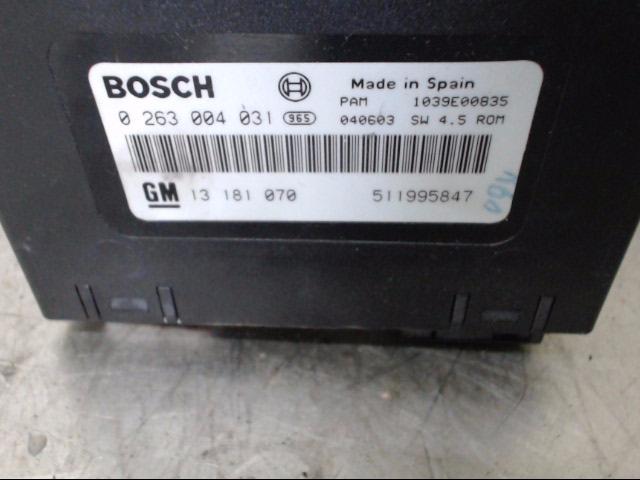 BOSCH Made in Spain
PAM 1039E00835
0 263 004 031 965 040603 SW 4.5 ROM
GM 13 181 070 511995847